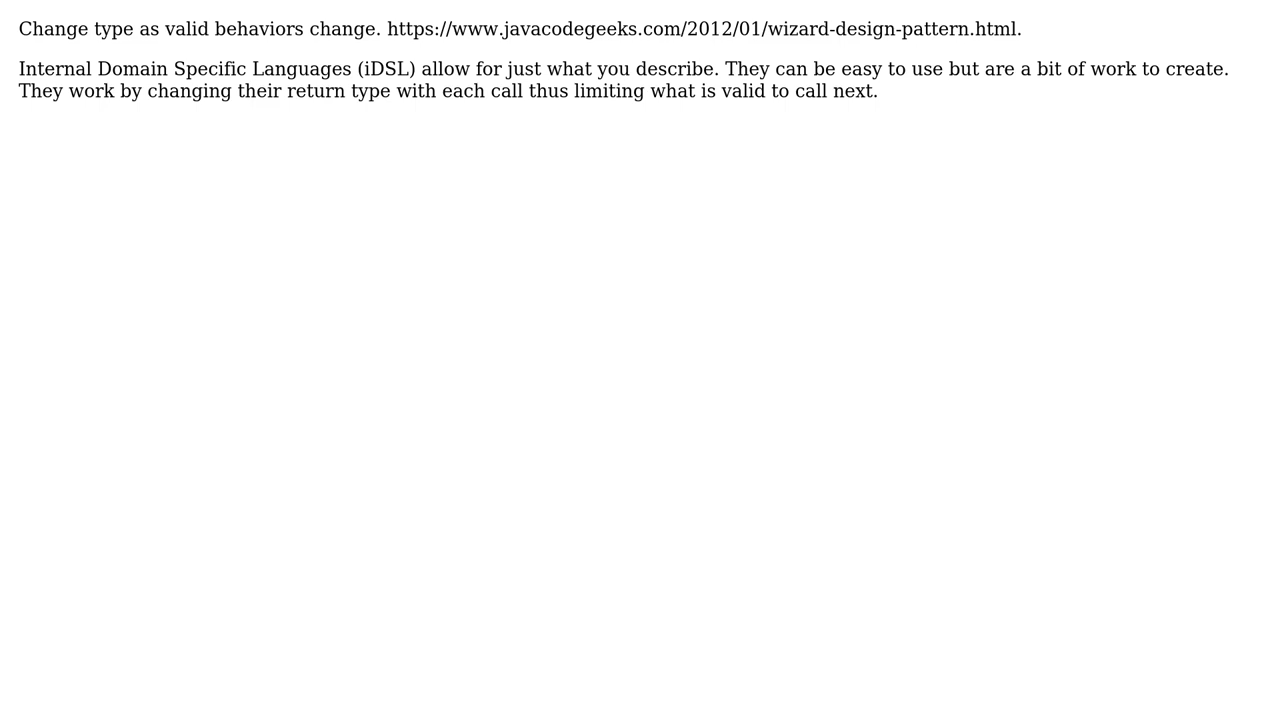 Change type as valid behaviors change. https://www.javacodegeeks.com/2012/01/wizard-design-pattern.html.
Internal Domain Specific Languages (iDSL) allow for just what you describe. They can be easy to use but are a bit of work to create.
They work by changing their return type with each call thus limiting what is valid to call next.